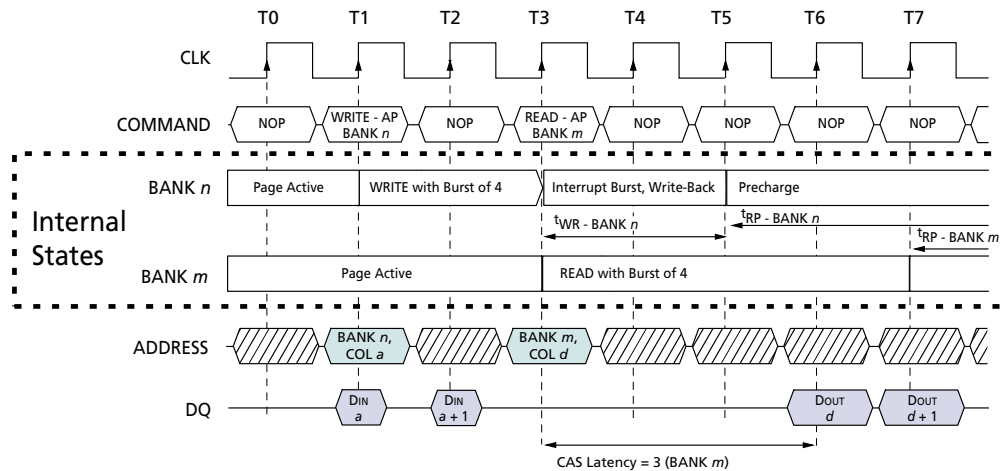 T0 T1 T2 T3 T4 T5 T6 T7
CLK
COMMAND NOP WRITE - AP BANK n NOP READ - AP BANK m NOP NOP NOP NOP
Internal States
BANK n Page Active WRITE with Burst of 4 Interrupt Burst, Write-Back Precharge
tWR - BANK n tRP - BANK n
tRP - BANK m
BANK m Page Active READ with Burst of 4
ADDRESS BANK n, COL a BANK m, COL d
DQ DIN a DIN a + 1 DOUT d DOUT d + 1
CAS Latency = 3 (BANK m)